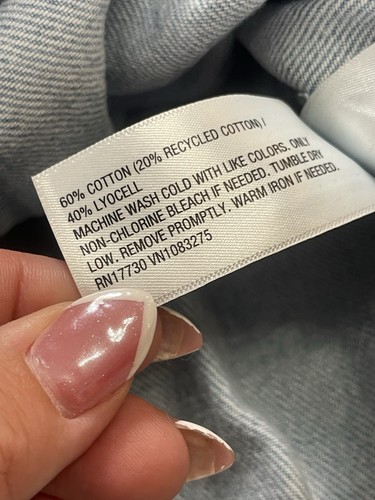 60% COTTON (20% RECYCLED COTTON) /
40% LYOCELL
MACHINE WASH COLD WITH LIKE COLORS. ONLY
NON-CHLORINE BLEACH IF NEEDED. TUMBLE DRY
LOW. REMOVE PROMPTLY. WARM IRON IF NEEDED.
RN17730 VN1083275